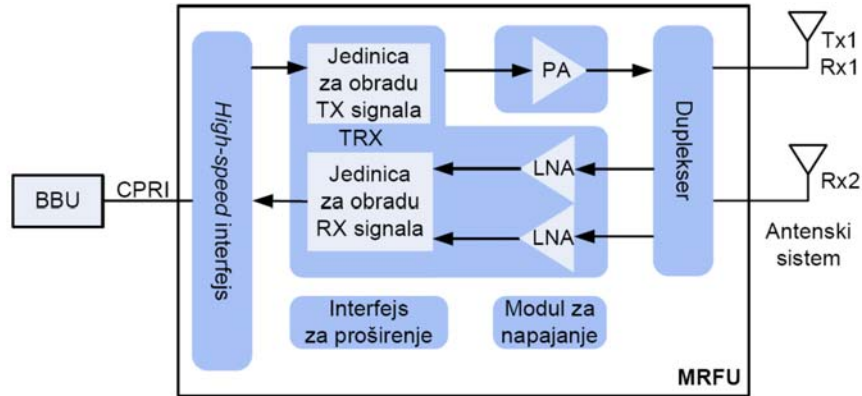 BBU
CPRI
High-speed interfejs
Jedinica
za obradu
TX signala
TRX
Jedinica
za obradu
RX signala
PA
LNA
LNA
Duplekser
Tx1
Rx1
Rx2
Antenski
sistem
Interfejs
za proširenje
Modul za
napajanje
MRFU